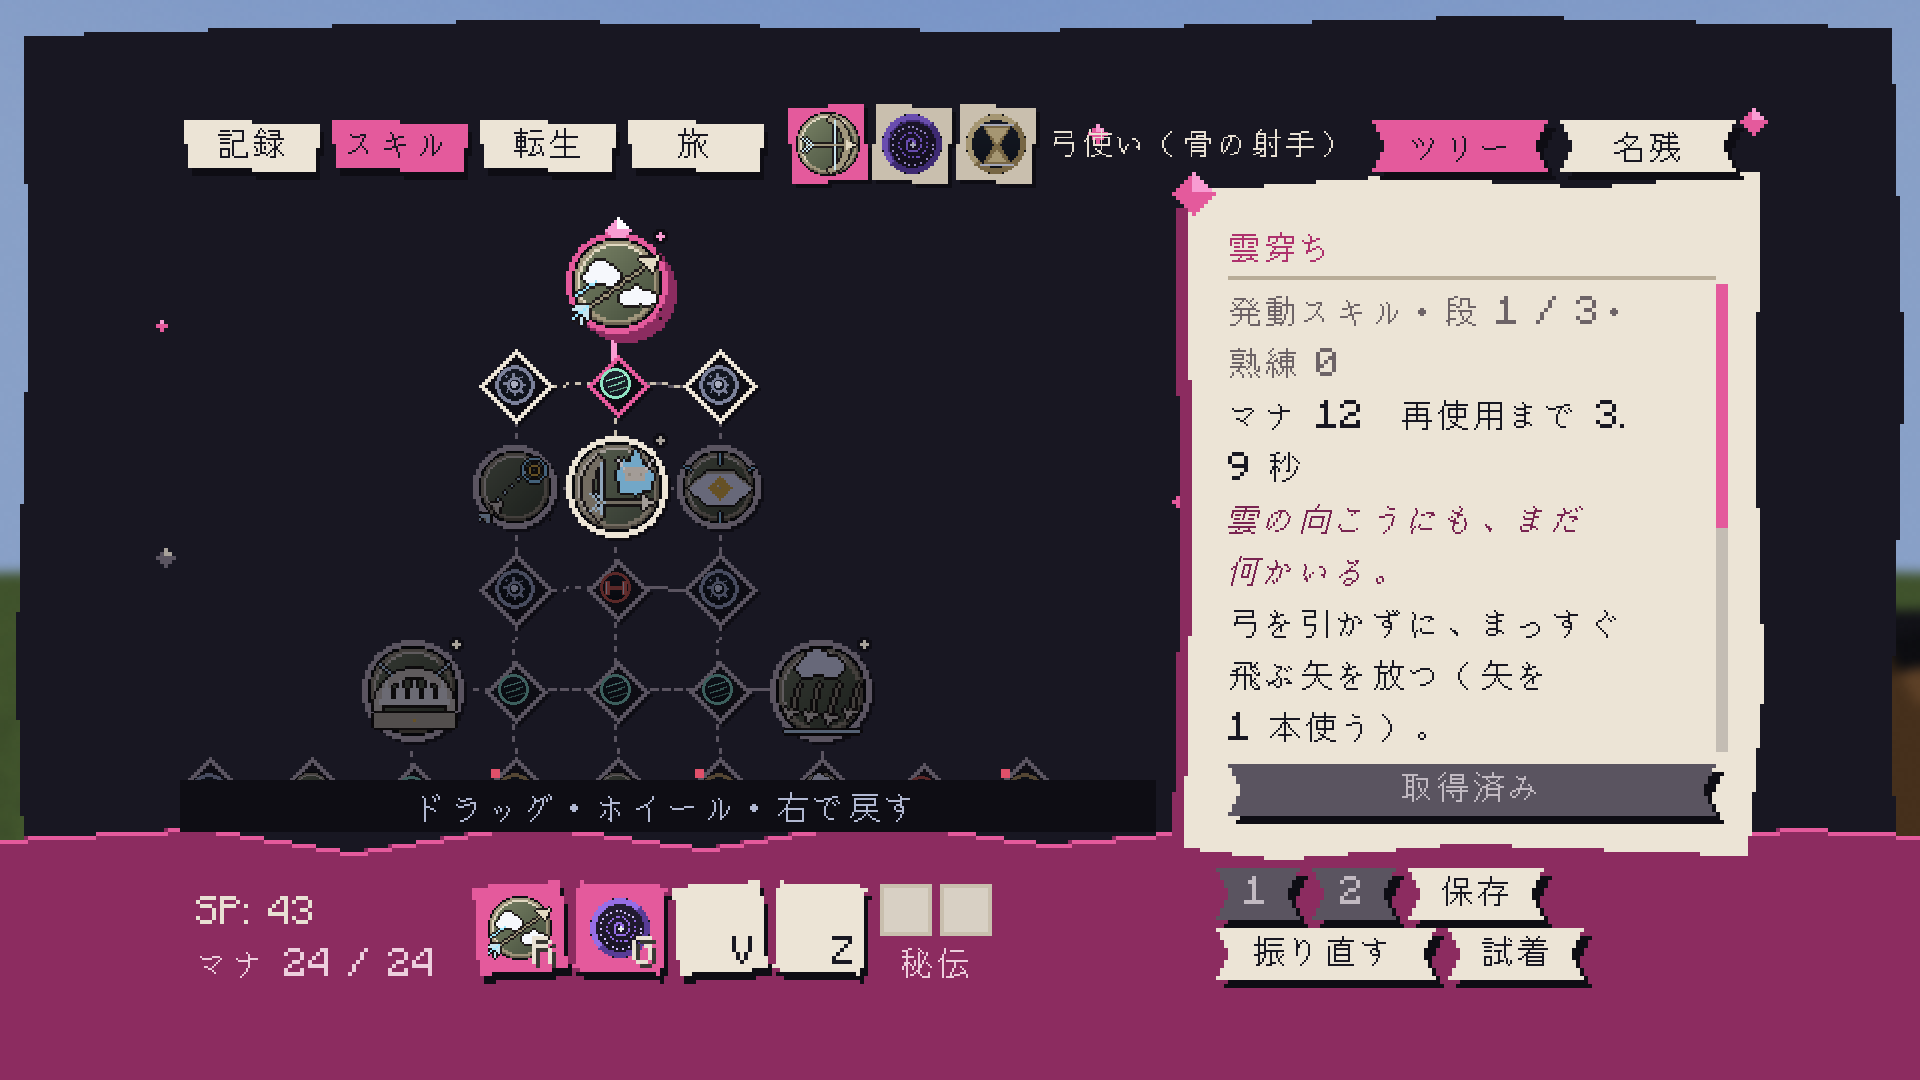 記録
スキル
転生
旅
弓使い（骨の射手）
ツリー
名残
雲穿ち
発動スキル・段 1 / 3・
熟練 0
マナ 12 再使用まで 3.
9 秒
雲の向こうにも、まだ
何かいる。
弓を引かずに、まっすぐ
飛ぶ矢を放つ（矢を
1 本使う）。
取得済み
ドラッグ・ホイール・右で戻す
SP: 43
マナ 24 / 24
R
G
V
Z
秘伝
1
2
保存
振り直す
試着